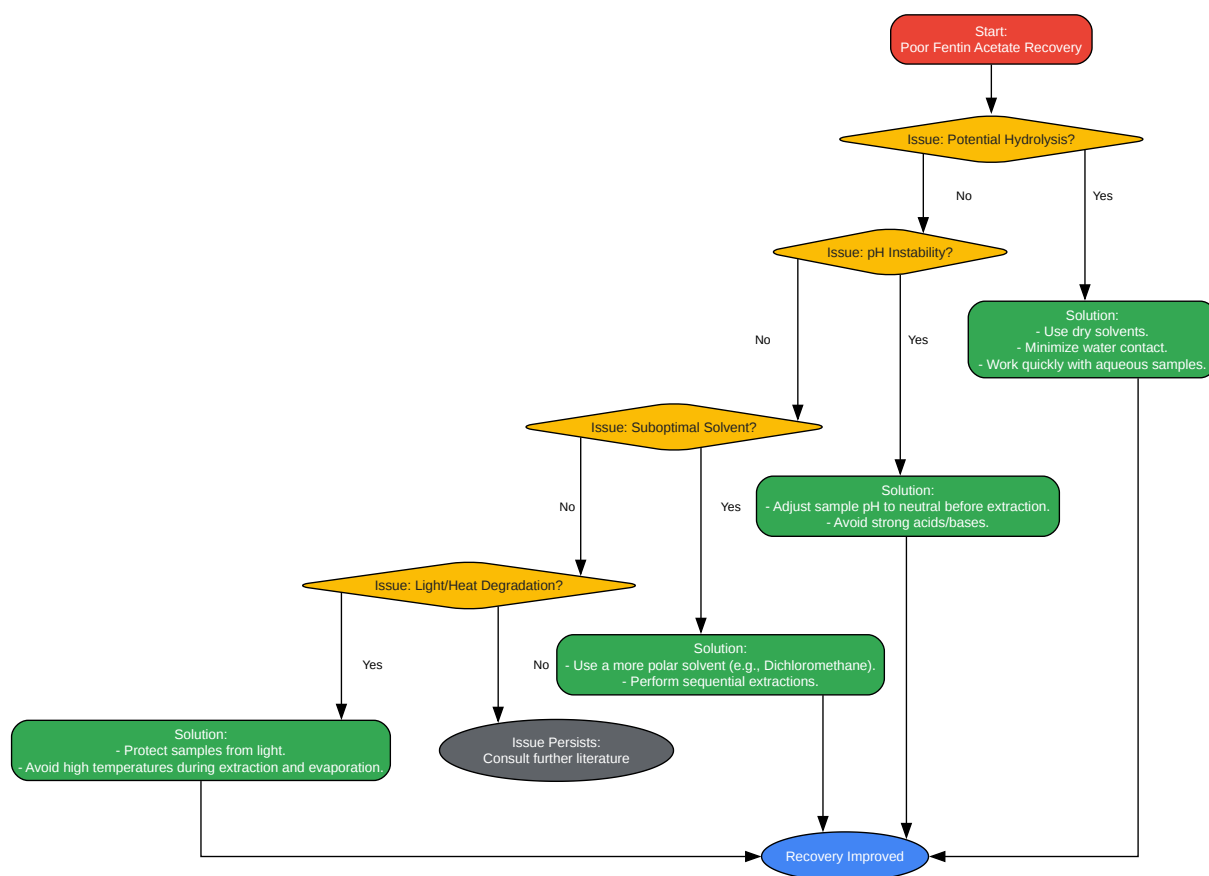 Start:
Poor Fentin Acetate Recovery
Issue: Potential Hydrolysis?
No
Yes
Issue: pH Instability?
Solution:
- Use dry solvents.
- Minimize water contact.
- Work quickly with aqueous samples.
No
Yes
Issue: Suboptimal Solvent?
Solution:
- Adjust sample pH to neutral before extraction.
- Avoid strong acids/bases.
No
Yes
Issue: Light/Heat Degradation?
Solution:
- Use a more polar solvent (e.g., Dichloromethane).
- Perform sequential extractions.
Yes
No
Solution:
- Protect samples from light.
- Avoid high temperatures during extraction and evaporation.
Issue Persists:
Consult further literature
Recovery Improved